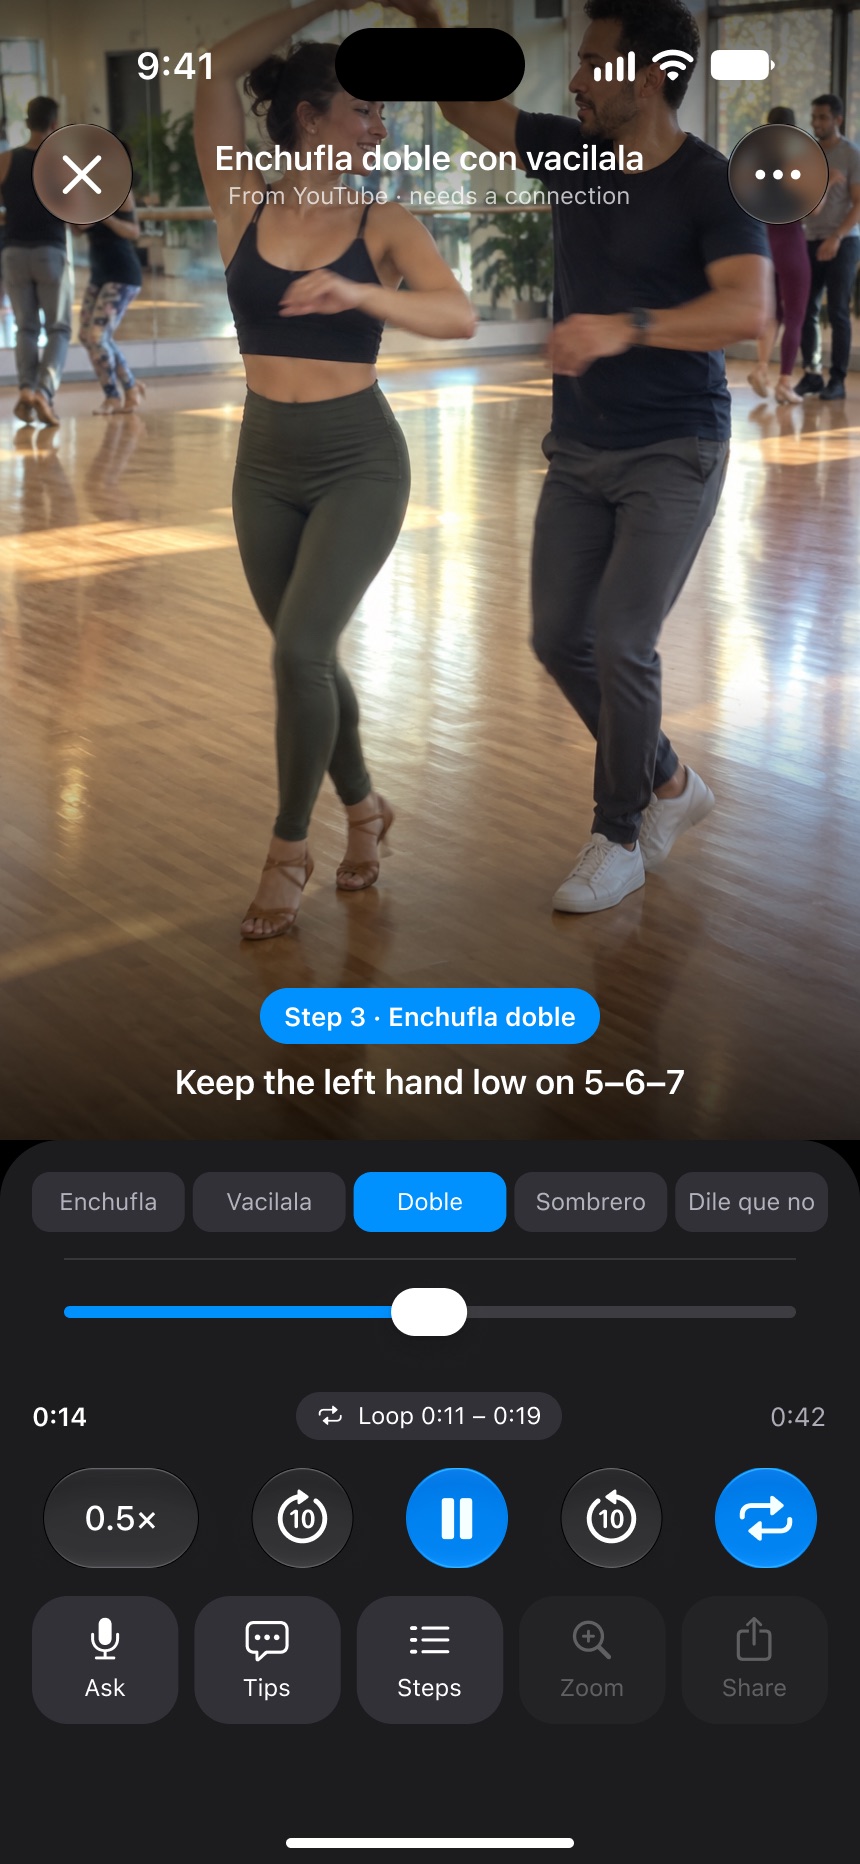 9:41
Enchufla doble con vacilala
From YouTube · needs a connection
Step 3 · Enchufla doble
Keep the left hand low on 5–6–7
Enchufla Vacilala Doble Sombrero Dile que no
0:14 Loop 0:11 – 0:19 0:42
0.5× 10 10
Ask Tips Steps Zoom Share